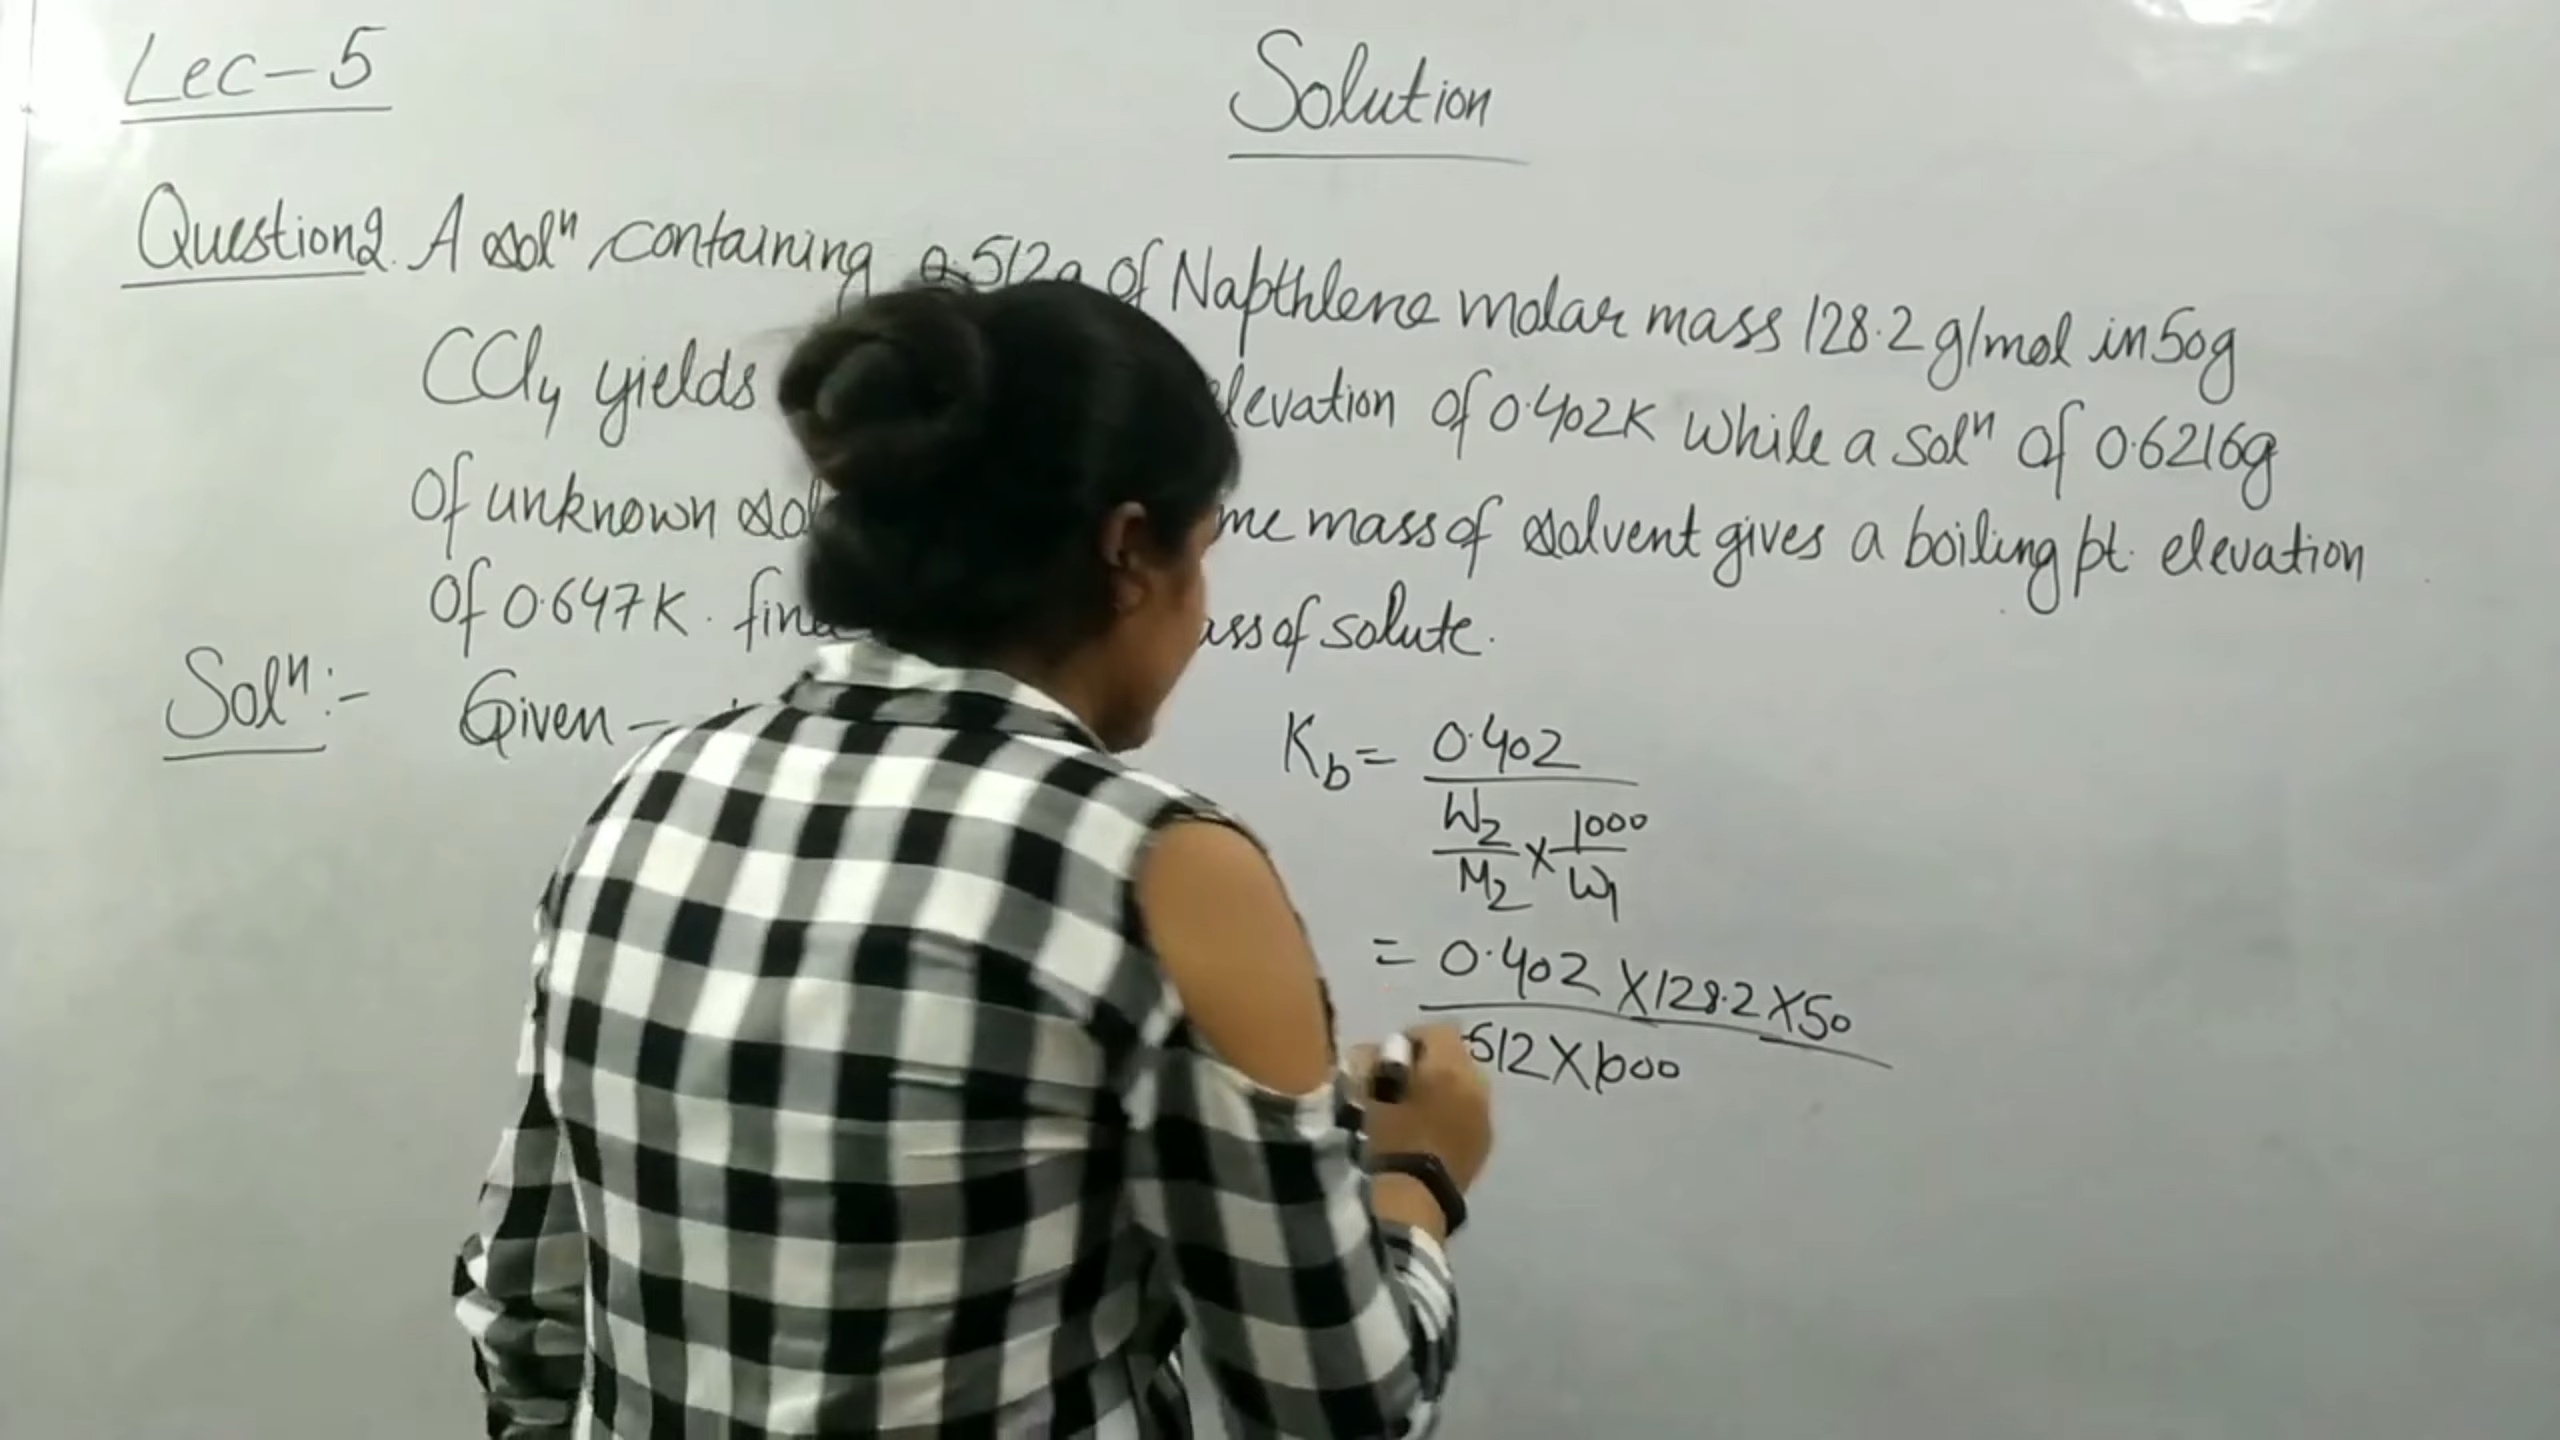 Lec-5
Solution
Question2. A solⁿ containing 0.512g of Napthlene molar mass 128.2 g/mol in 50g
CCl₄ yields elevation of 0.402K While a solⁿ of 0.6216g
Of unknown mass of solvent gives a boiling pt. elevation
Of 0.647K. of solute.
Solⁿ:- Given -
K_b = 0.402
W₂ 1000
M₂ × W₁
= 0.402 X 128.2 X 50
.512 X 1000